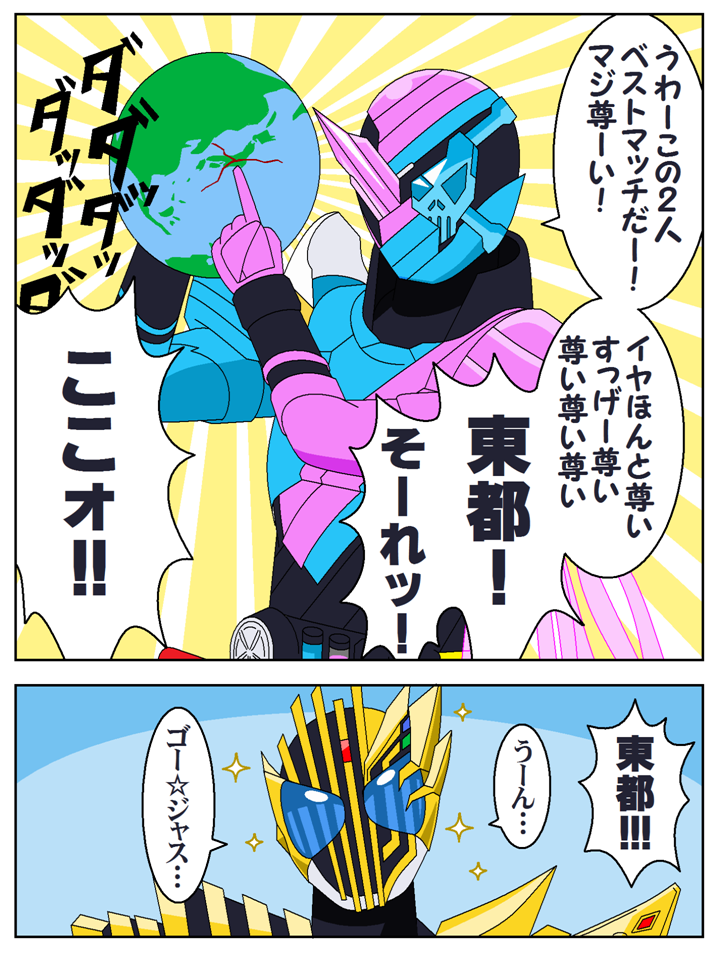 うわーこの2人
ベストマッチだー!
マジ尊ーい!
イヤほんと尊い
すっげー尊い
尊い尊い尊い
ダダダッ
ダッダダッ
東都!
そーれッ!
ここォ!!
東都!!!
うーん…
ゴー☆ジャス…